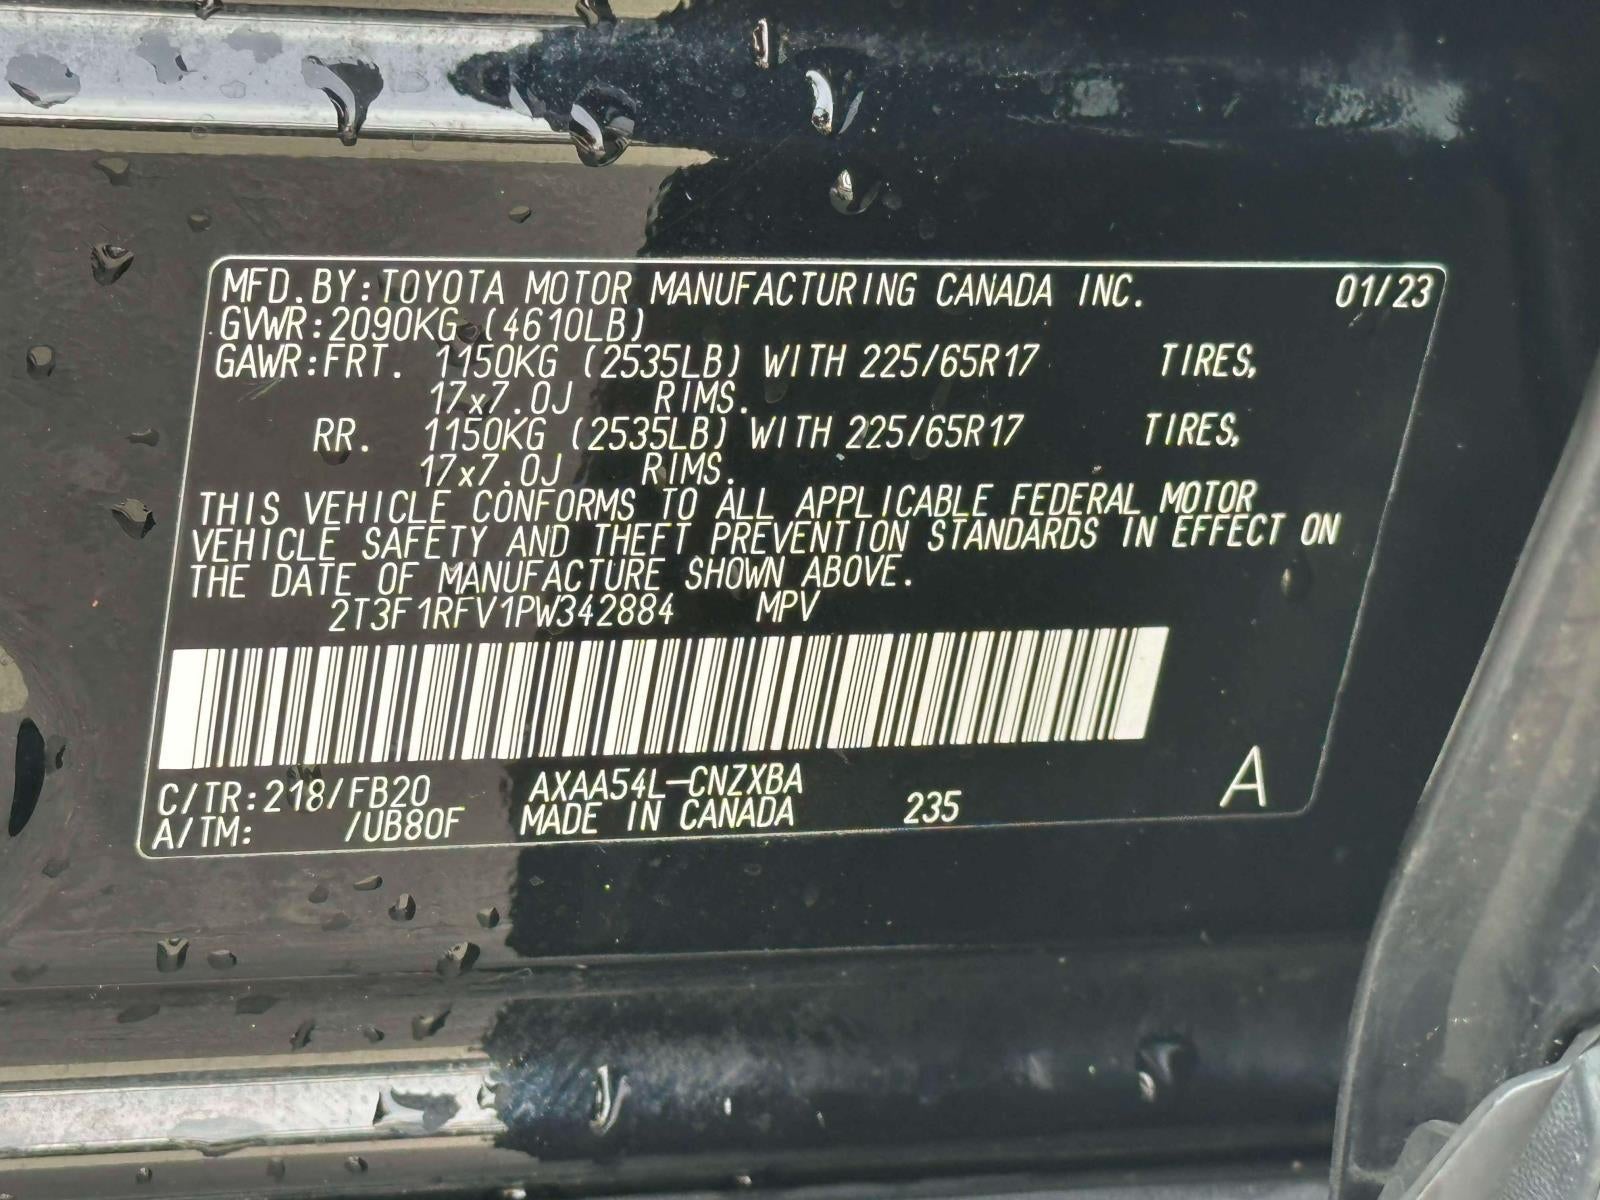 MFD.BY:TOYOTA MOTOR MANUFACTURING CANADA INC. 01/23
GVWR:2090KG (4610LB)
GAWR:FRT. 1150KG (2535LB) WITH 225/65R17 TIRES,
17x7.0J RIMS.
RR. 1150KG (2535LB) WITH 225/65R17 TIRES,
17x7.0J RIMS.
THIS VEHICLE CONFORMS TO ALL APPLICABLE FEDERAL MOTOR
VEHICLE SAFETY AND THEFT PREVENTION STANDARDS IN EFFECT ON
THE DATE OF MANUFACTURE SHOWN ABOVE.
2T3F1RFV1PW342884 MPV
C/TR:218/FB20 AXAA54L-CNZXBA A
A/TM: /UB80F MADE IN CANADA 235